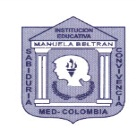 INSTITUCION
EDUCATIVA
MANUELA BELTRAN
SABIDURIA
CONVIVENCIA
MED-COLOMBIA